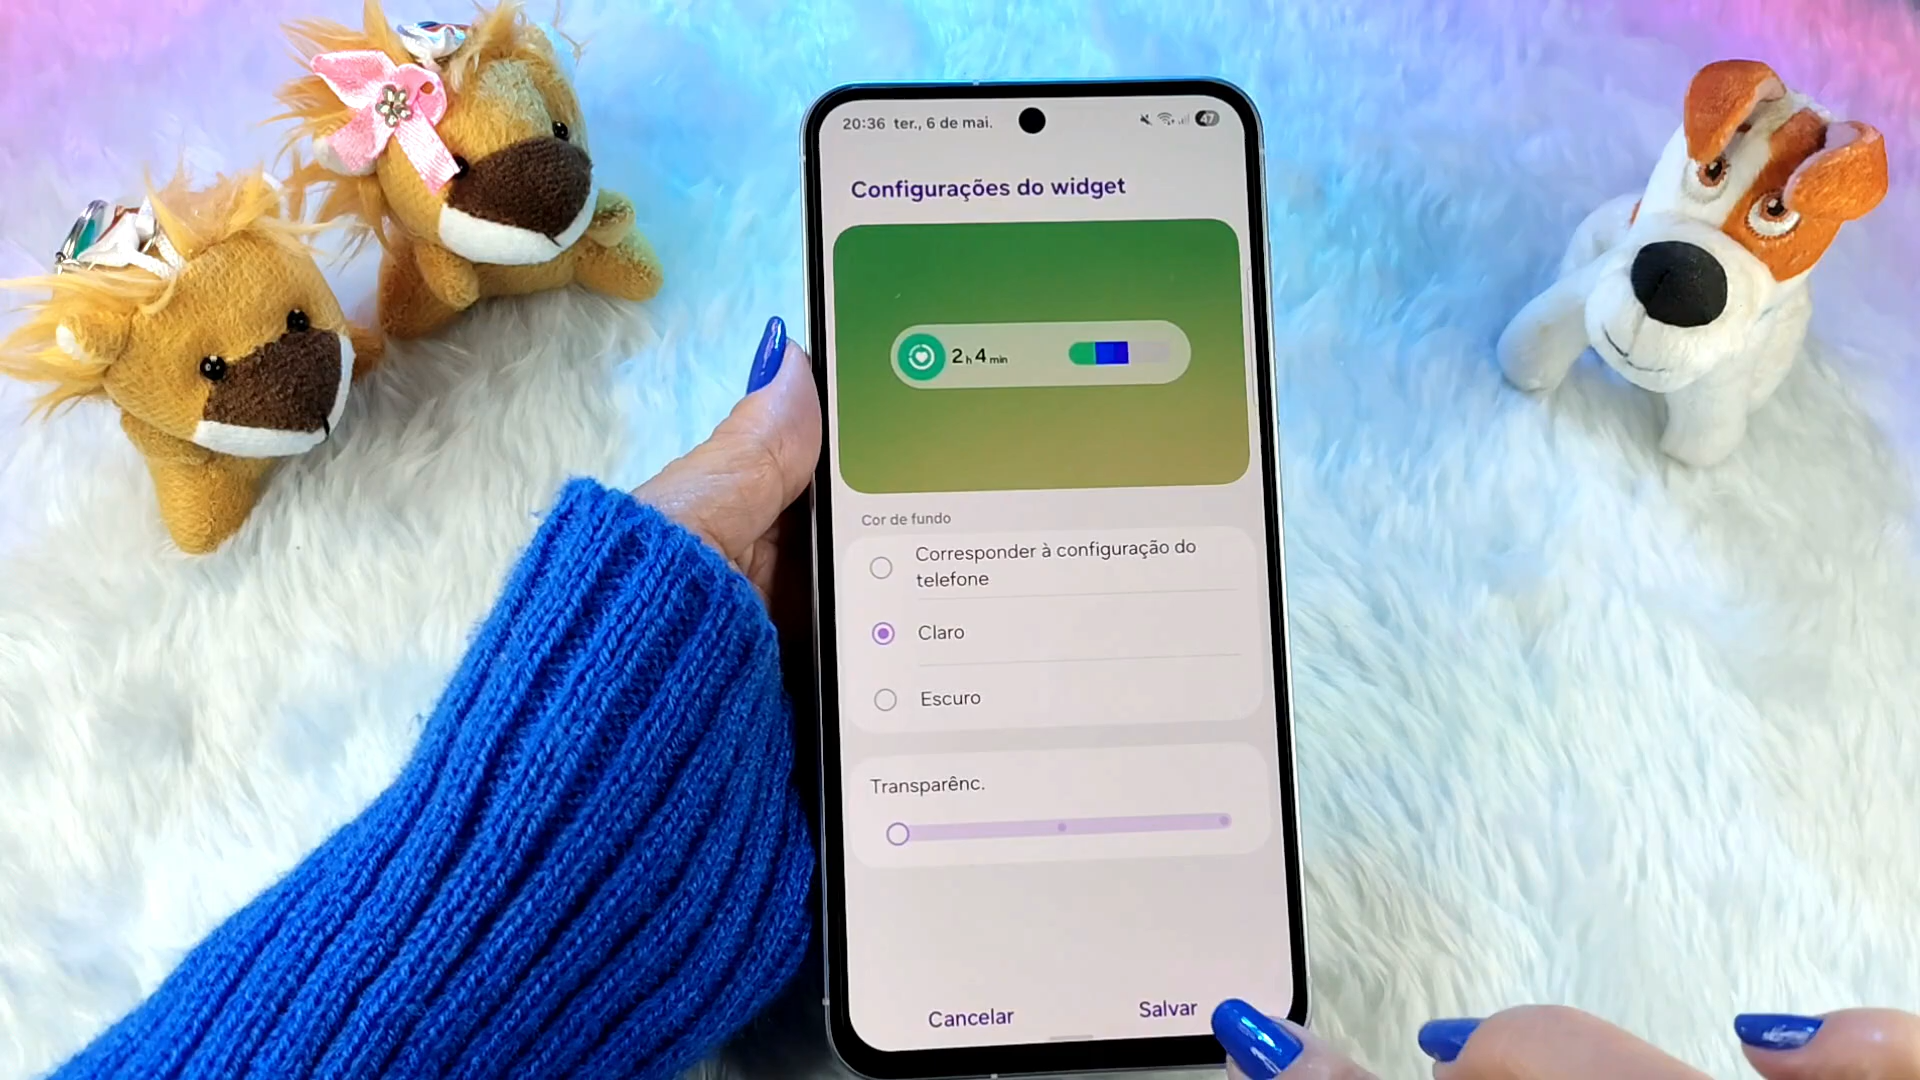 20:36 ter., 6 de mai.
47
Configurações do widget
2 h 4 min
Cor de fundo
Corresponder à configuração do
telefone
Claro
Escuro
Transparênc.
Cancelar
Salvar